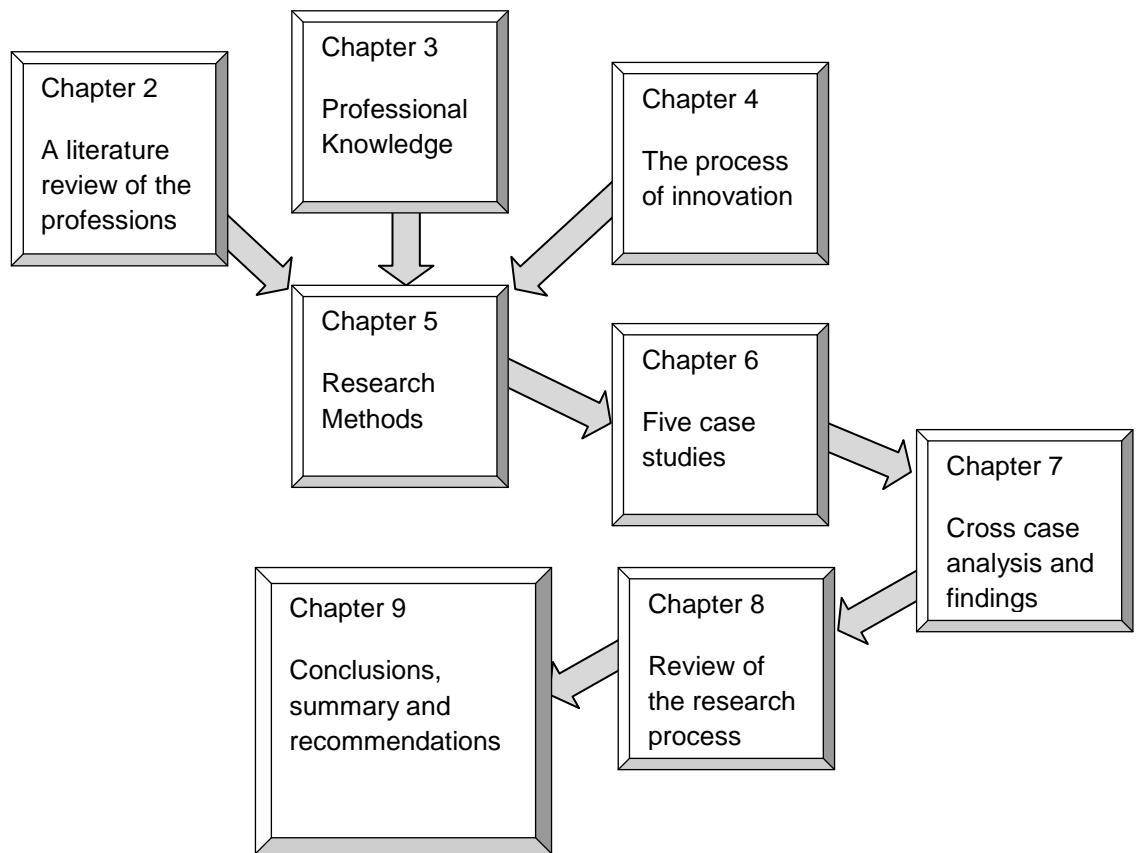 Chapter 2
A literature
review of the
professions
Chapter 3
Professional
Knowledge
Chapter 4
The process
of innovation
Chapter 5
Research
Methods
Chapter 6
Five case
studies
Chapter 7
Cross case
analysis and
findings
Chapter 8
Review of
the research
process
Chapter 9
Conclusions,
summary and
recommendations